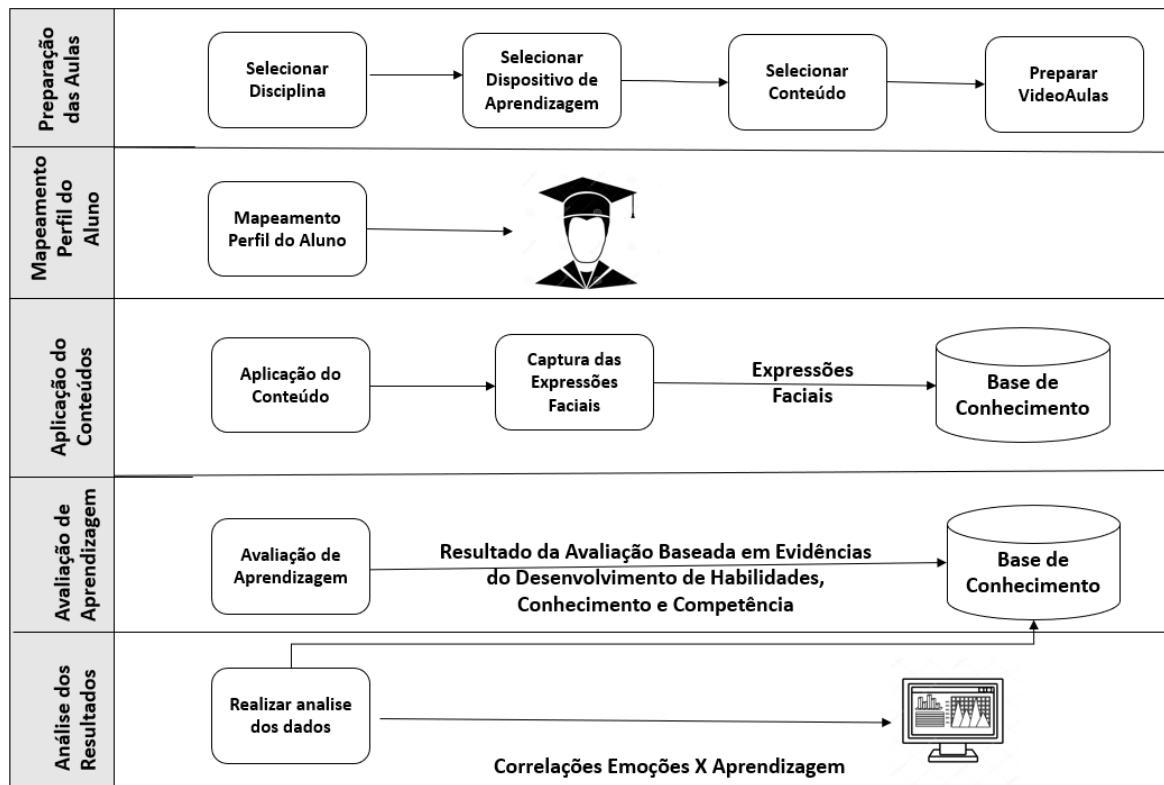 Preparação
das Aulas
Selecionar
Disciplina
Selecionar
Dispositivo de
Aprendizagem
Selecionar
Conteúdo
Preparar
VideoAulas
Mapeamento
Perfil do
Aluno
Mapeamento
Perfil do Aluno
Aplicação do
Conteúdos
Aplicação do
Conteúdo
Captura das
Expressões
Faciais
Expressões
Faciais
Base de
Conhecimento
Avaliação de
Aprendizagem
Avaliação de
Aprendizagem
Resultado da Avaliação Baseada em Evidências
do Desenvolvimento de Habilidades,
Conhecimento e Competência
Base de
Conhecimento
Análise dos
Resultados
Realizar analise
dos dados
Correlações Emoções X Aprendizagem